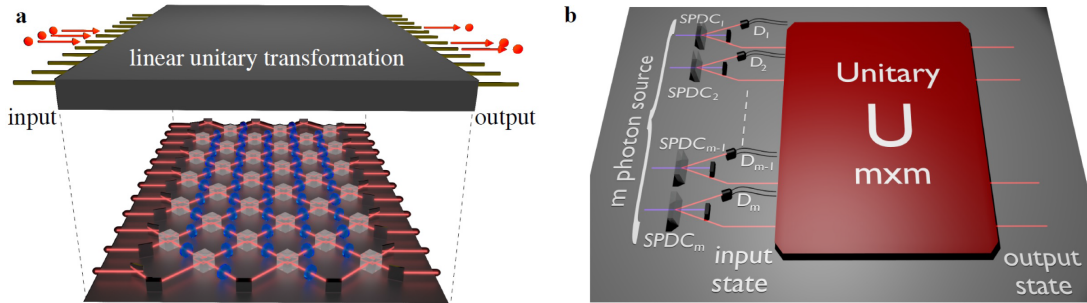 a
linear unitary transformation
input
output
b
SPDC₁
D₁
SPDC₂
D₂
m photon source
SPDCₘ₋₁
Dₘ₋₁
SPDCₘ
Dₘ
Unitary
U
mxm
input
state
output
state